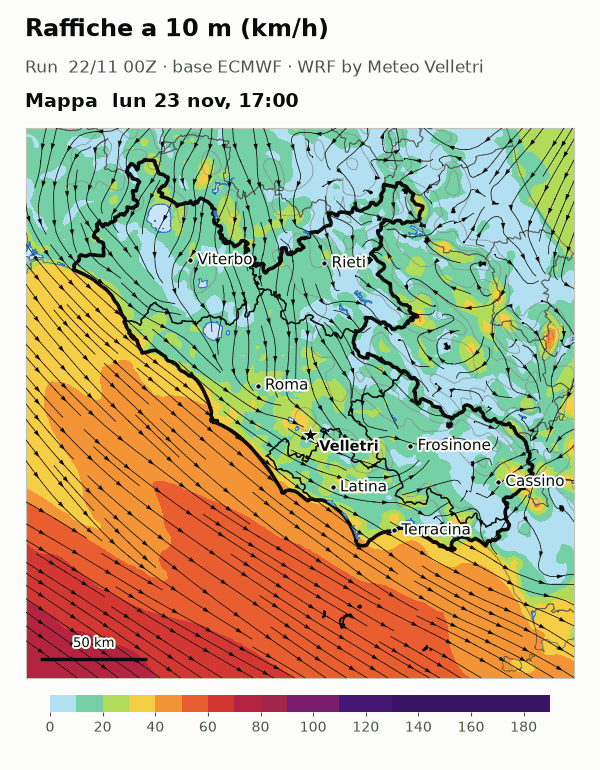 Raffiche a 10 m (km/h)
Run 22/11 00Z · base ECMWF · WRF by Meteo Velletri
Mappa lun 23 nov, 17:00
Viterbo
Rieti
Roma
Velletri
Frosinone
Latina
Cassino
Terracina
50 km
0 20 40 60 80 100 120 140 160 180